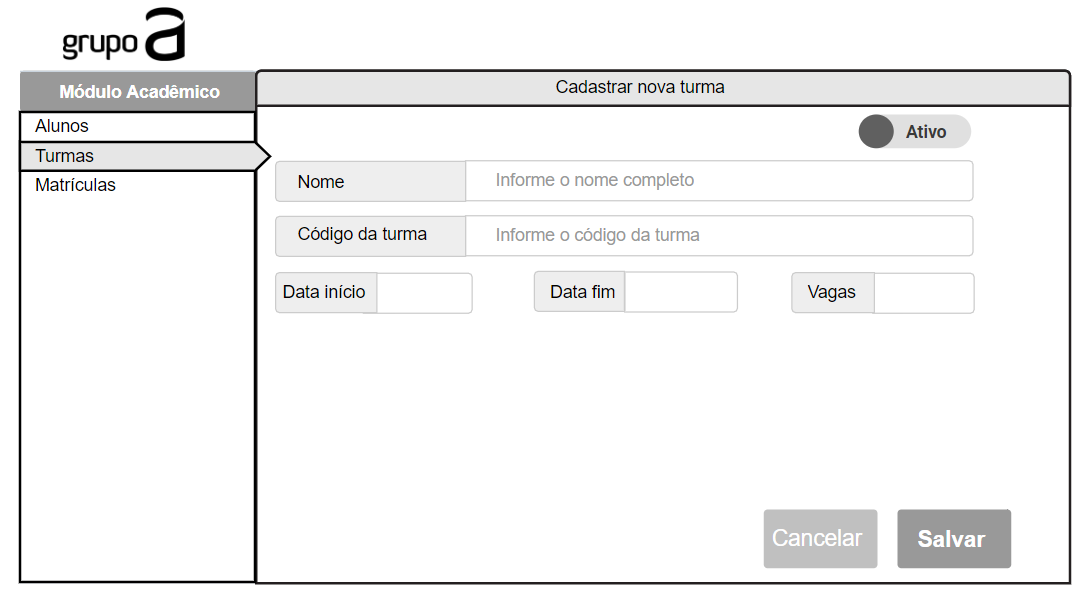 grupo a
Módulo Acadêmico
Cadastrar nova turma
Alunos
Turmas
Matrículas
Ativo
Nome
Informe o nome completo
Código da turma
Informe o código da turma
Data início
Data fim
Vagas
Cancelar
Salvar